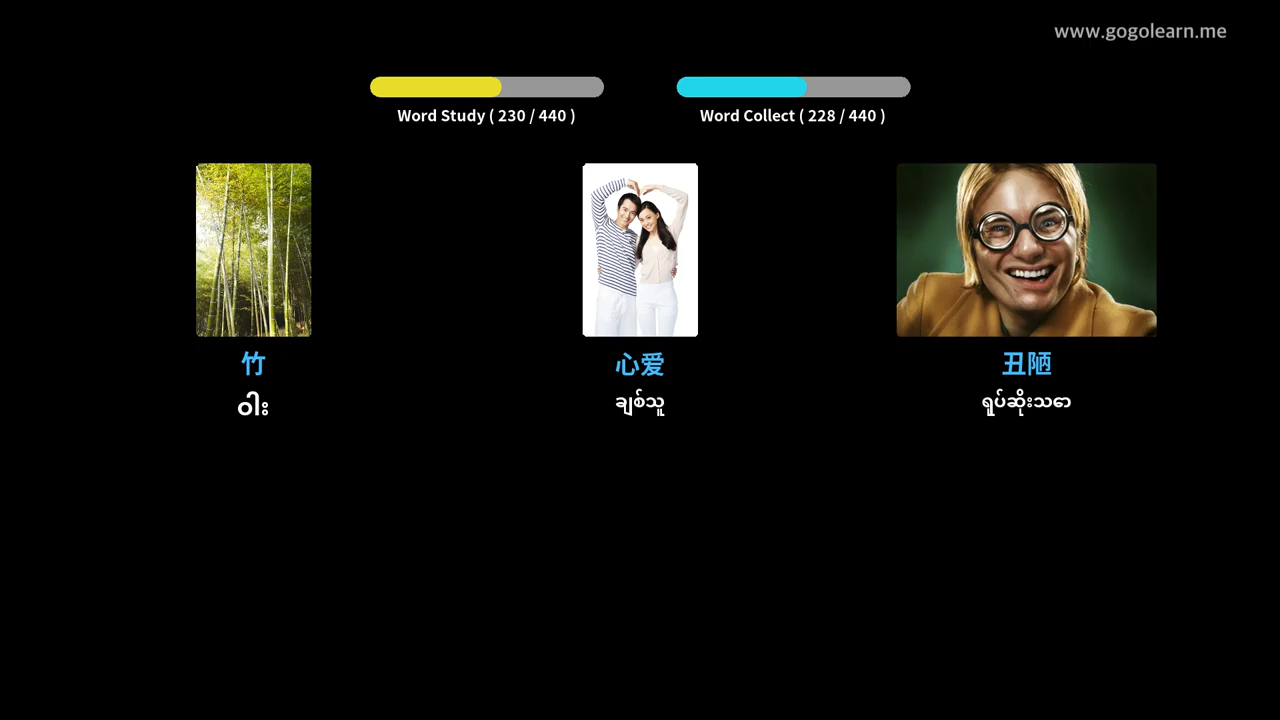 www.gogolearn.me
Word Study ( 230 / 440 )
Word Collect ( 228 / 440 )
竹
心爱
丑陋
ဝါး
ချစ်သူ
ရုပ်ဆိုးသော